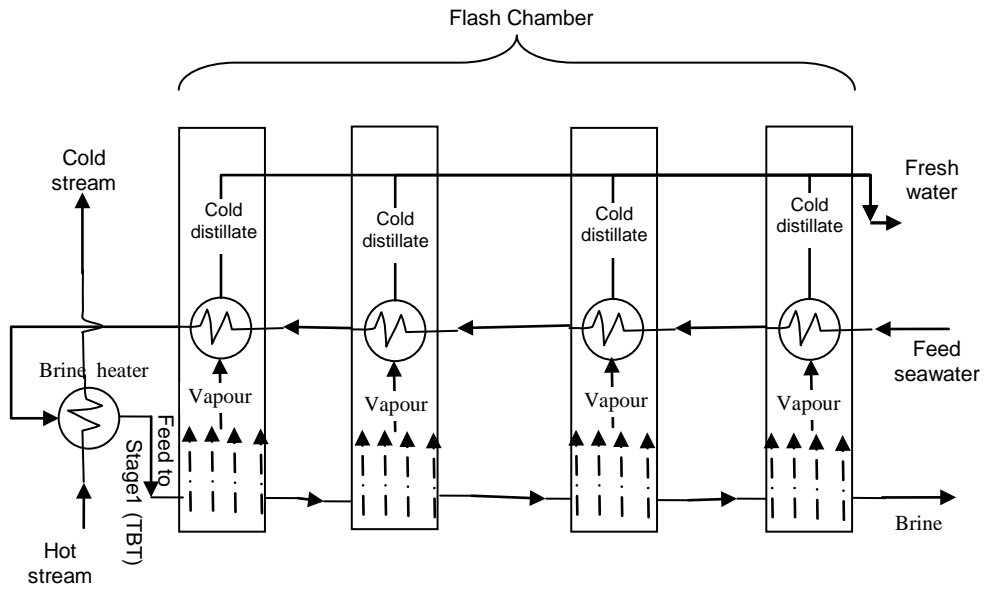 Flash Chamber
Cold
stream
Fresh
water
Cold
distillate
Cold
distillate
Cold
distillate
Cold
distillate
Feed
seawater
Brine heater
Vapour
Vapour
Vapour
Vapour
Feed to
Stage1 (TBT)
Brine
Hot
stream